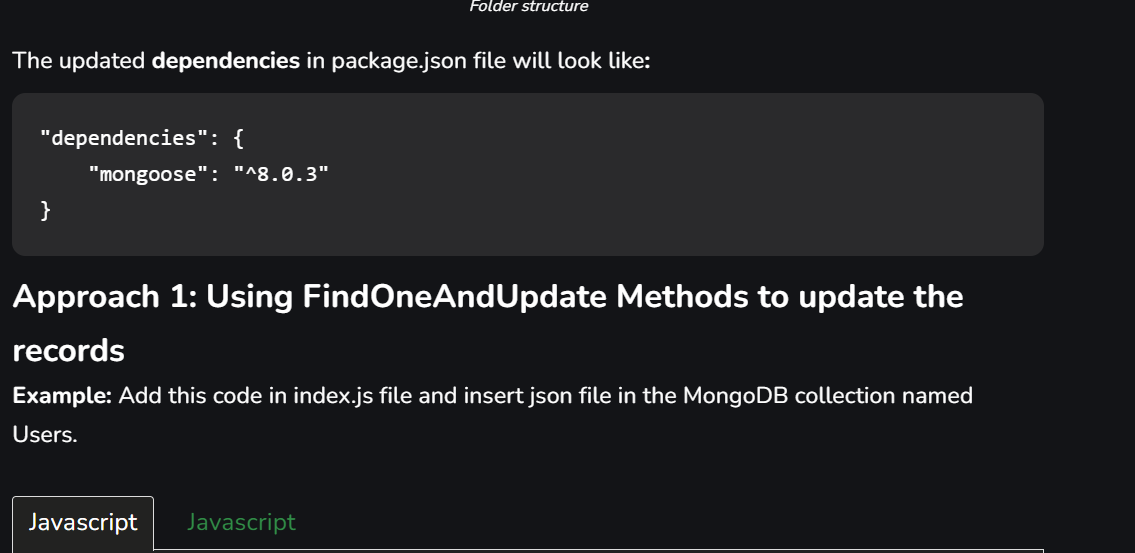 Folder structure
The updated dependencies in package.json file will look like:
"dependencies": {
    "mongoose": "^8.0.3"
}
Approach 1: Using FindOneAndUpdate Methods to update the
records
Example: Add this code in index.js file and insert json file in the MongoDB collection named
Users.
Javascript Javascript